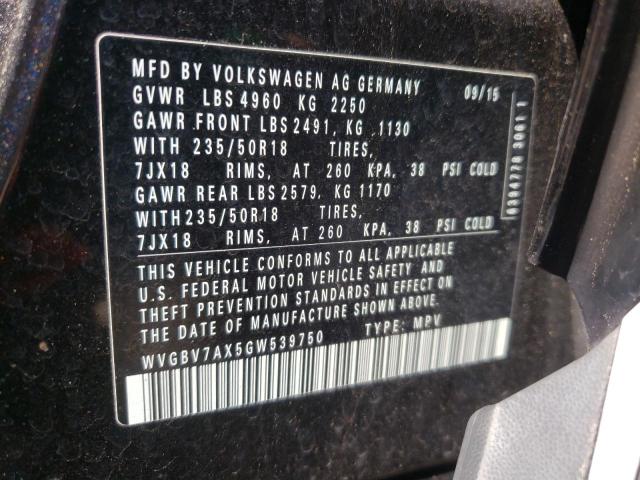 MFD BY VOLKSWAGEN AG GERMANY 09/15
GVWR LBS 4960 KG 2250
GAWR FRONT LBS 2491, KG 1130
WITH 235/50R18 TIRES,
7JX18 RIMS, AT 260 KPA, 38 PSI COLD
GAWR REAR LBS 2579, KG 1170
WITH 235/50R18 TIRES,
7JX18 RIMS, AT 260 KPA, 38 PSI COLD
THIS VEHICLE CONFORMS TO ALL APPLICABLE
U.S. FEDERAL MOTOR VEHICLE SAFETY AND
THEFT PREVENTION STANDARDS IN EFFECT ON
THE DATE OF MANUFACTURE SHOWN ABOVE.
WVGBV7AX5GW539750 TYPE: MPV